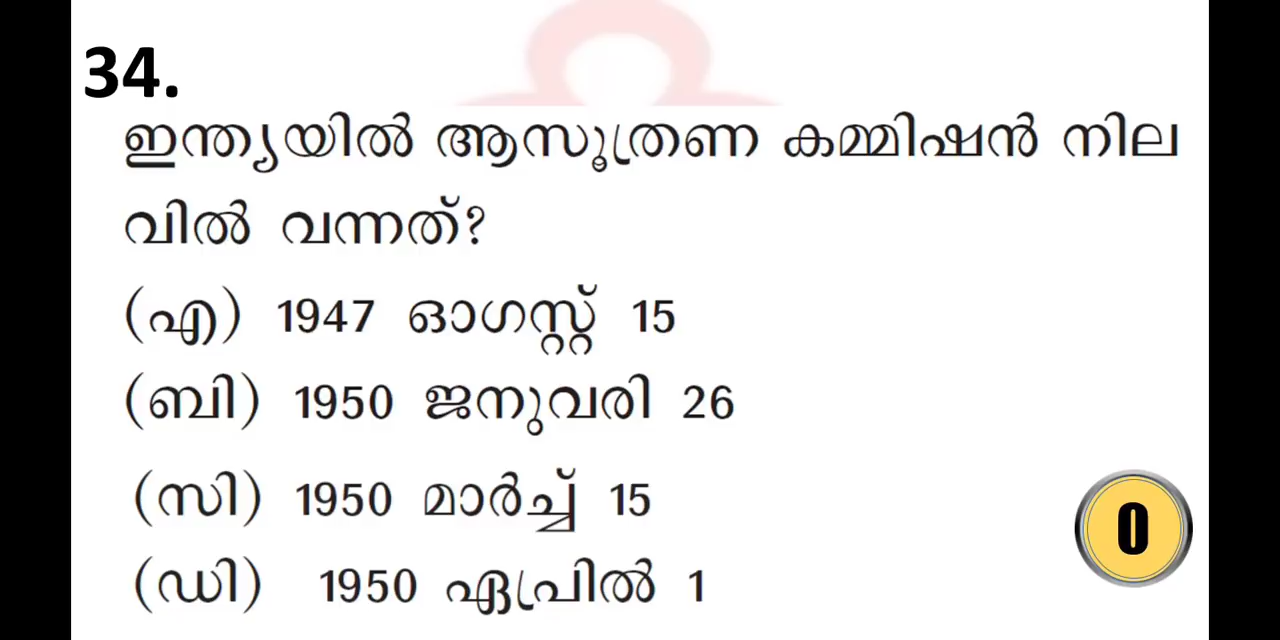 34.
ഇന്ത്യയിൽ ആസൂത്രണ കമ്മിഷൻ നില
വിൽ വന്നത്?
(എ) 1947 ഓഗസ്റ്റ് 15
(ബി) 1950 ജനുവരി 26
(സി) 1950 മാർച്ച് 15
(ഡി) 1950 ഏപ്രിൽ 1
0